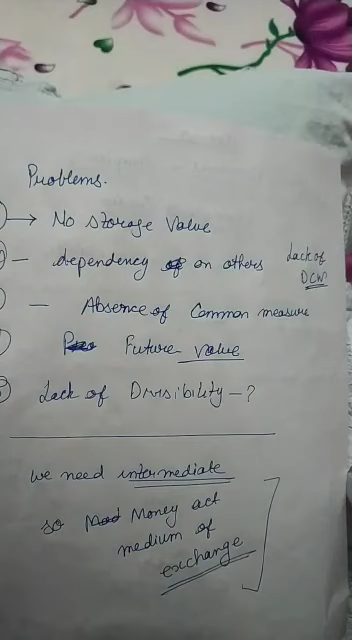 Problems.
→ No Storage Value
— dependency on others Lack of DCW
— Absence of Common measure
Future value
Lack of Divisibility – ?
we need intermediate
so Money act
medium of
exchange